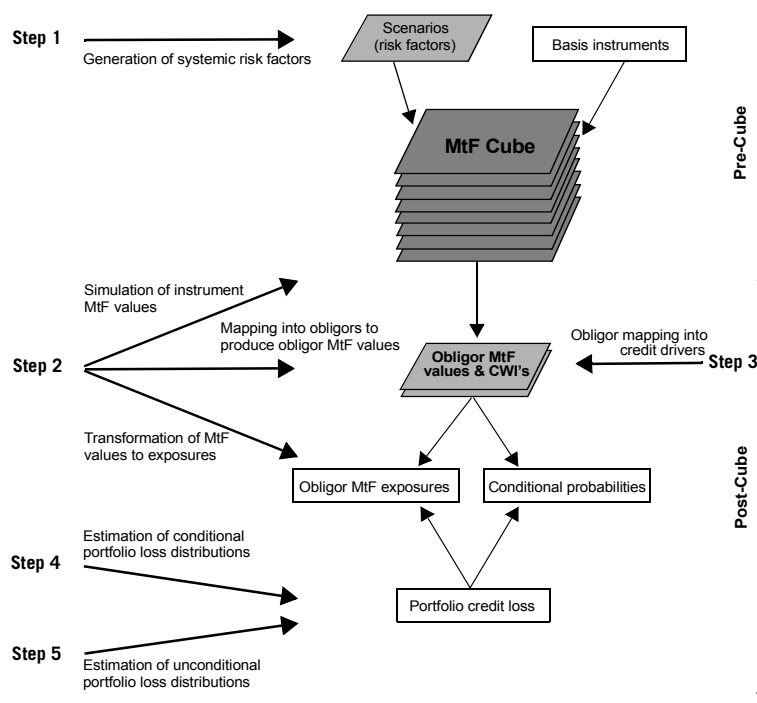 Step 1
Generation of systemic risk factors
Scenarios
(risk factors)
Basis instruments
MtF Cube
Pre-Cube
Simulation of instrument
MtF values
Mapping into obligors to
produce obligor MtF values
Step 2
Transformation of MtF
values to exposures
Obligor MtF
values & CWI's
Obligor mapping into
credit drivers
Step 3
Obligor MtF exposures
Conditional probabilities
Post-Cube
Estimation of conditional
portfolio loss distributions
Step 4
Portfolio credit loss
Step 5
Estimation of unconditional
portfolio loss distributions